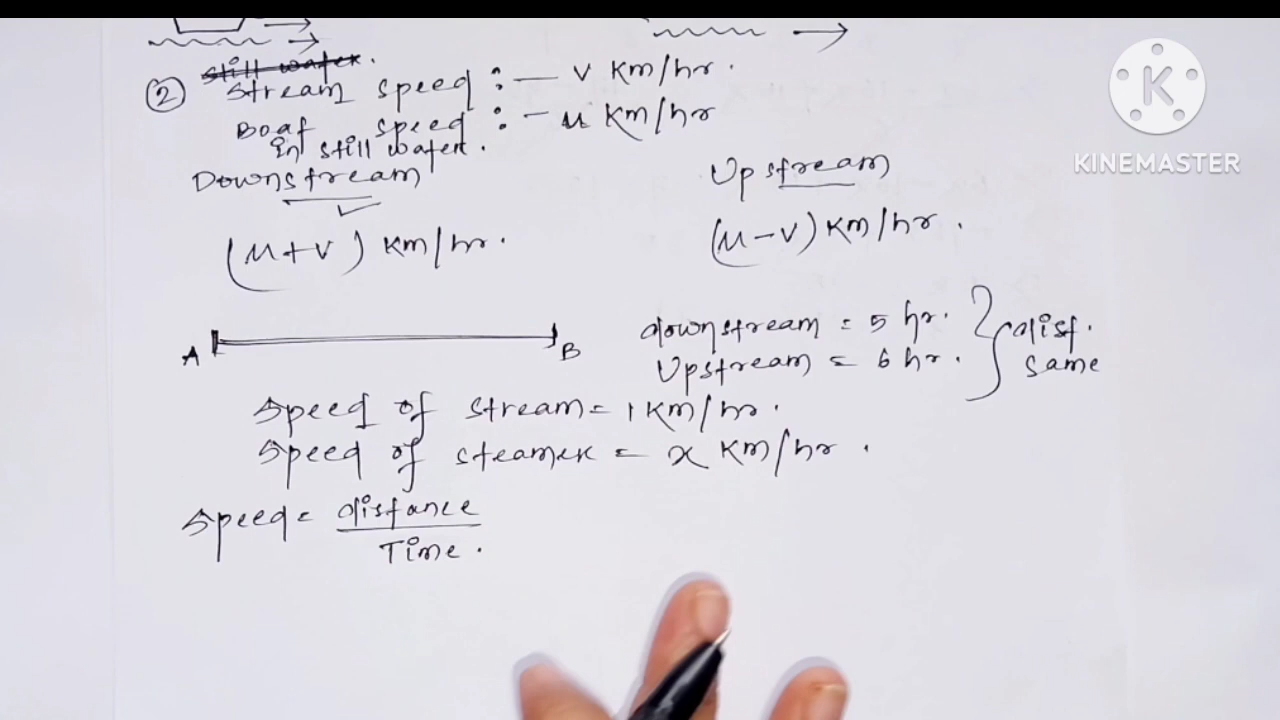 still water.
② Stream speed :— v Km/hr.
Boat speed :- u Km/hr
in still water.
Downstream
Upstream
(u+v) Km/hr.
(u-v) Km/hr.
A B
downstream = 5 hr.
Upstream = 6 hr.
} dist. same
Speed of stream = 1 Km/hr.
Speed of steamer = x Km/hr.
Speed = distance
Time.
K
KINEMASTER